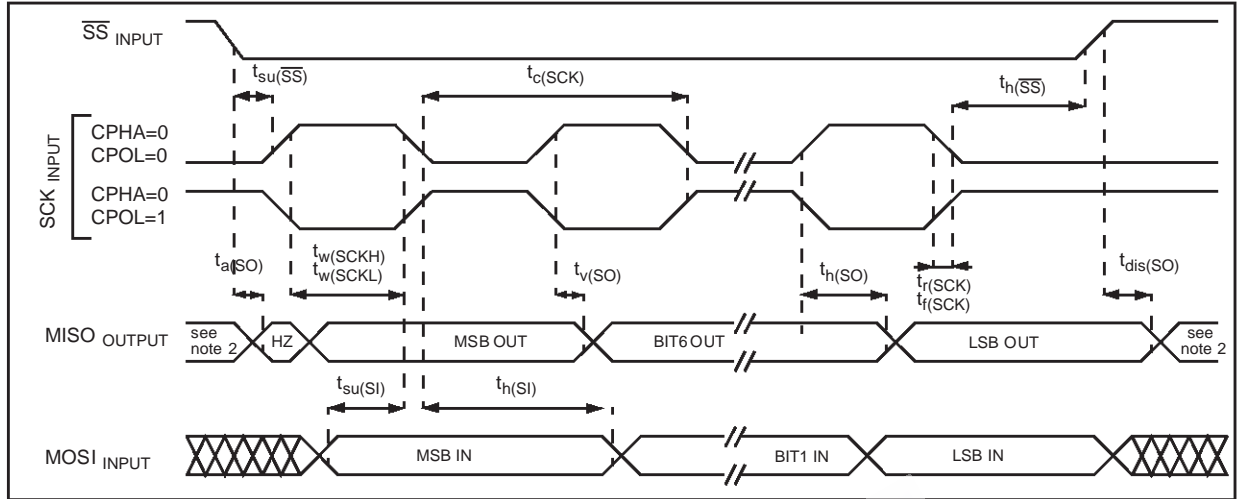 SS INPUT
tsu(SS)
tc(SCK)
th(SS)
SCK INPUT
CPHA=0
CPOL=0
CPHA=0
CPOL=1
ta(SO)
tw(SCKH)
tw(SCKL)
tv(SO)
th(SO)
tr(SCK)
tf(SCK)
tdis(SO)
MISO OUTPUT
see
note 2
HZ
MSB OUT
BIT6 OUT
LSB OUT
see
note 2
tsu(SI)
th(SI)
MOSI INPUT
MSB IN
BIT1 IN
LSB IN